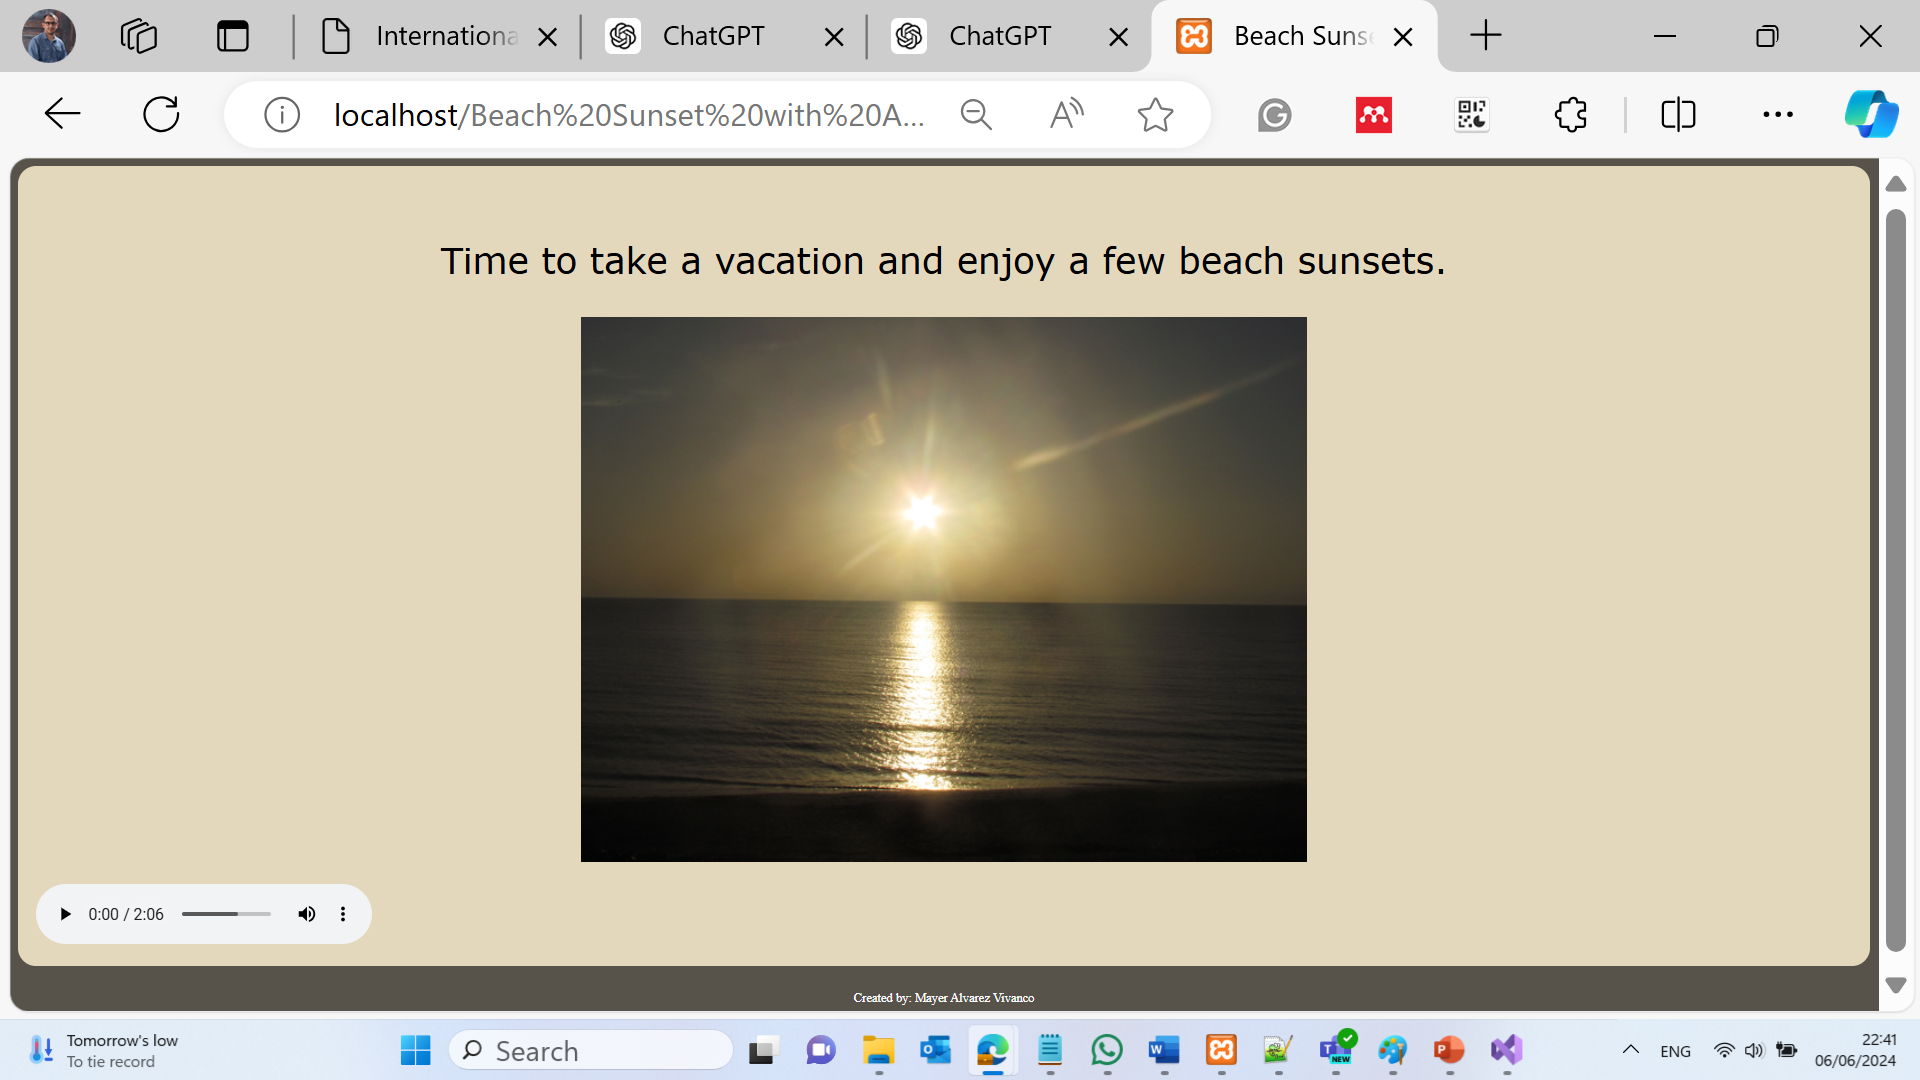 Internationa
ChatGPT
ChatGPT
Beach Suns
localhost/Beach%20Sunset%20with%20A...
Time to take a vacation and enjoy a few beach sunsets.
0:00 / 2:06
Created by: Mayer Alvarez Vivanco
Tomorrow's low
To tie record
Search
NEW
ENG
22:41
06/06/2024